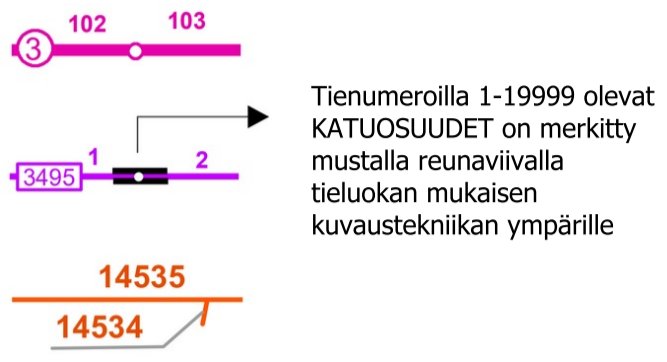 102 103
3
Tienumeroilla 1-19999 olevat
KATUOSUUDET on merkitty
mustalla reunaviivalla
tieluokan mukaisen
kuvaustekniikan ympärille
1 2
3495
14535
14534